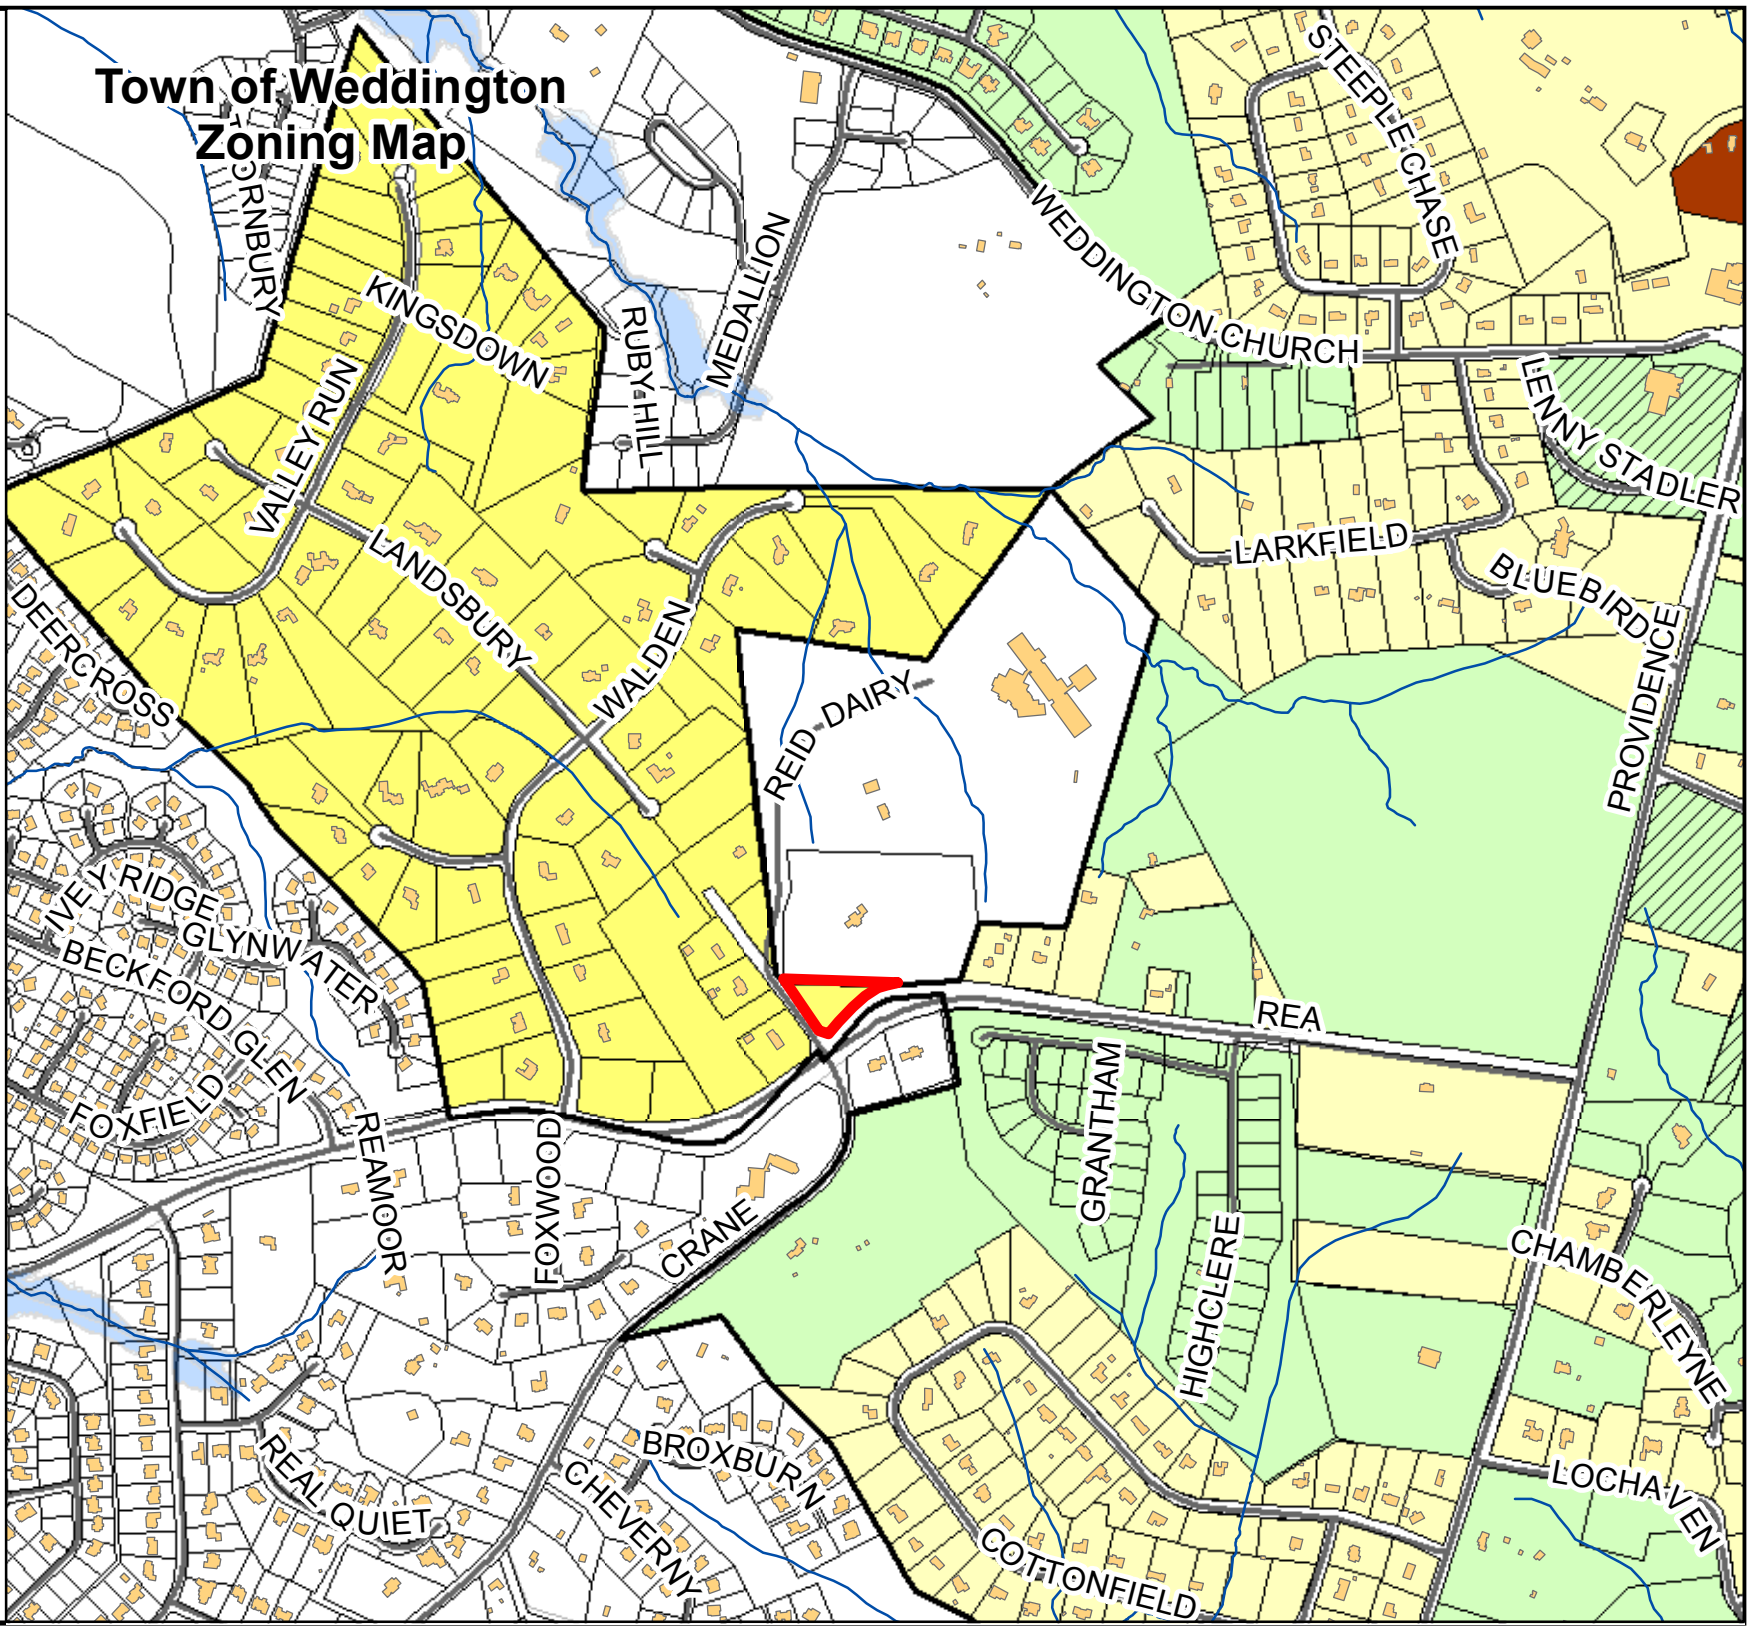 Town of Weddington
Zoning Map
THORNBURY
STEEPLE CHASE
KINGSDOWN
RUBY HILL
MEDALLION
WEDDINGTON CHURCH
VALLEY RUN
LENNY STADLER
LANDSBURY
LARKFIELD
BLUEBIRD
DEERCROSS
WALDEN
REID DAIRY
PROVIDENCE
IVEY RIDGE
GLYNWATER
BECKFORD GLEN
FOXFIELD
REA
GRANTHAM
REAMOOR
FOXWOOD
CRANE
HIGHCLERE
CHAMBERLEYNE
REAL QUIET
BROXBURN
CHEVERNY
COTTONFIELD
LOCHAVEN